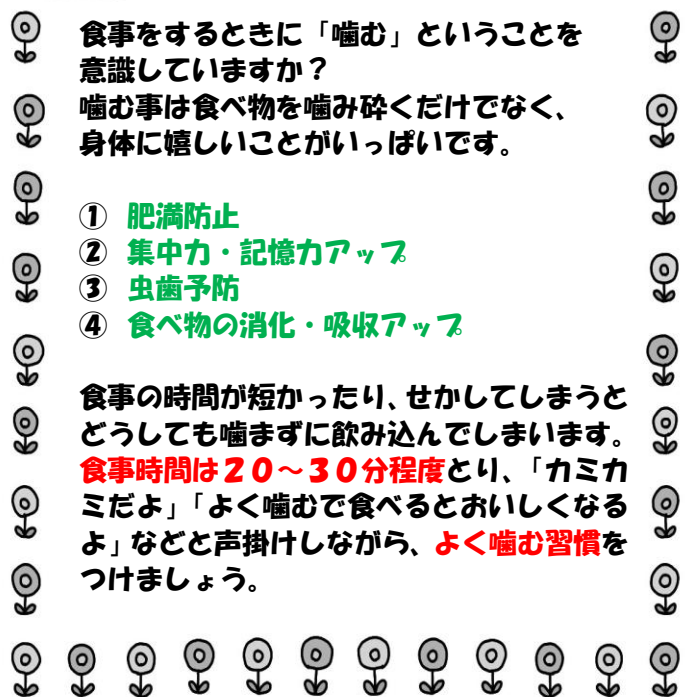 食事をするときに「噛む」ということを
意識していますか？
噛む事は食べ物を噛み砕くだけでなく、
身体に嬉しいことがいっぱいです。
① 肥満防止
② 集中力・記憶力アップ
③ 虫歯予防
④ 食べ物の消化・吸収アップ
食事の時間が短かったり、せかしてしまうと
どうしても噛まずに飲み込んでしまいます。
食事時間は２０～３０分程度とり、「カミカ
ミだよ」「よく噛むで食べるとおいしくなる
よ」などと声掛けしながら、よく噛む習慣を
つけましょう。